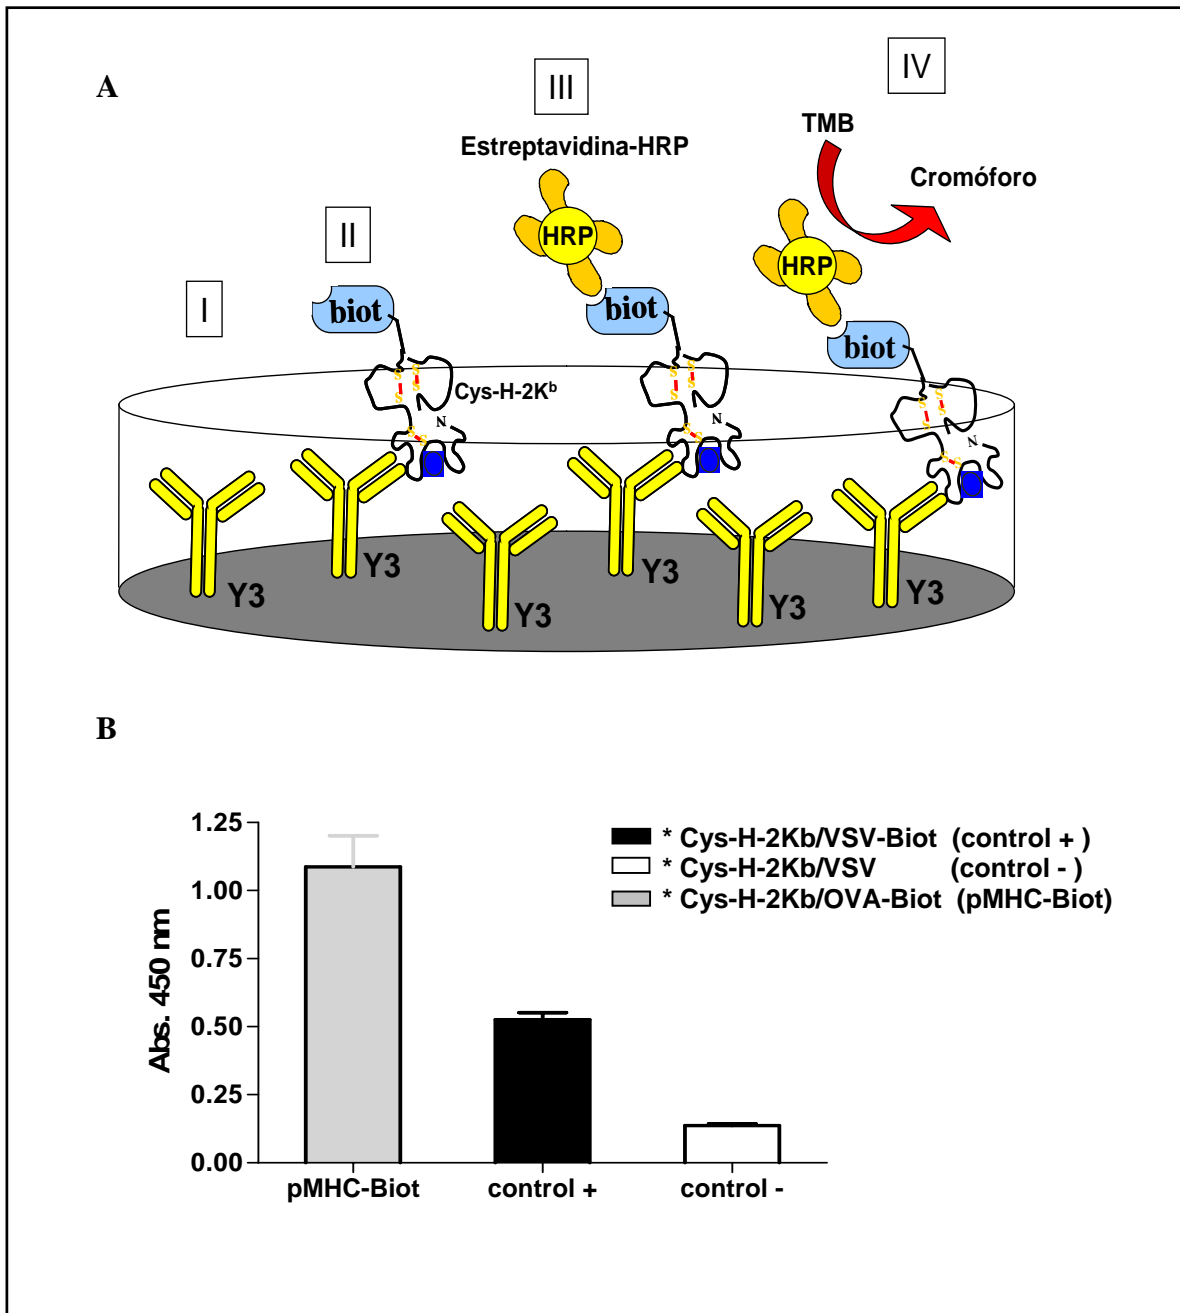 A
I
II
III
IV
Estreptavidina-HRP
TMB
Cromóforo
HRP
HRP
biot
biot
biot
Cys-H-2Kᵇ
S
S
S
S
S
S
N
S
S
S
S
S
S
N
S
S
S
S
S
S
N
Y3
Y3
Y3
Y3
Y3
Y3
B
Abs. 450 nm
1.25
1.00
0.75
0.50
0.25
0.00
* Cys-H-2Kb/VSV-Biot (control + )
* Cys-H-2Kb/VSV (control - )
* Cys-H-2Kb/OVA-Biot (pMHC-Biot)
pMHC-Biot control + control -